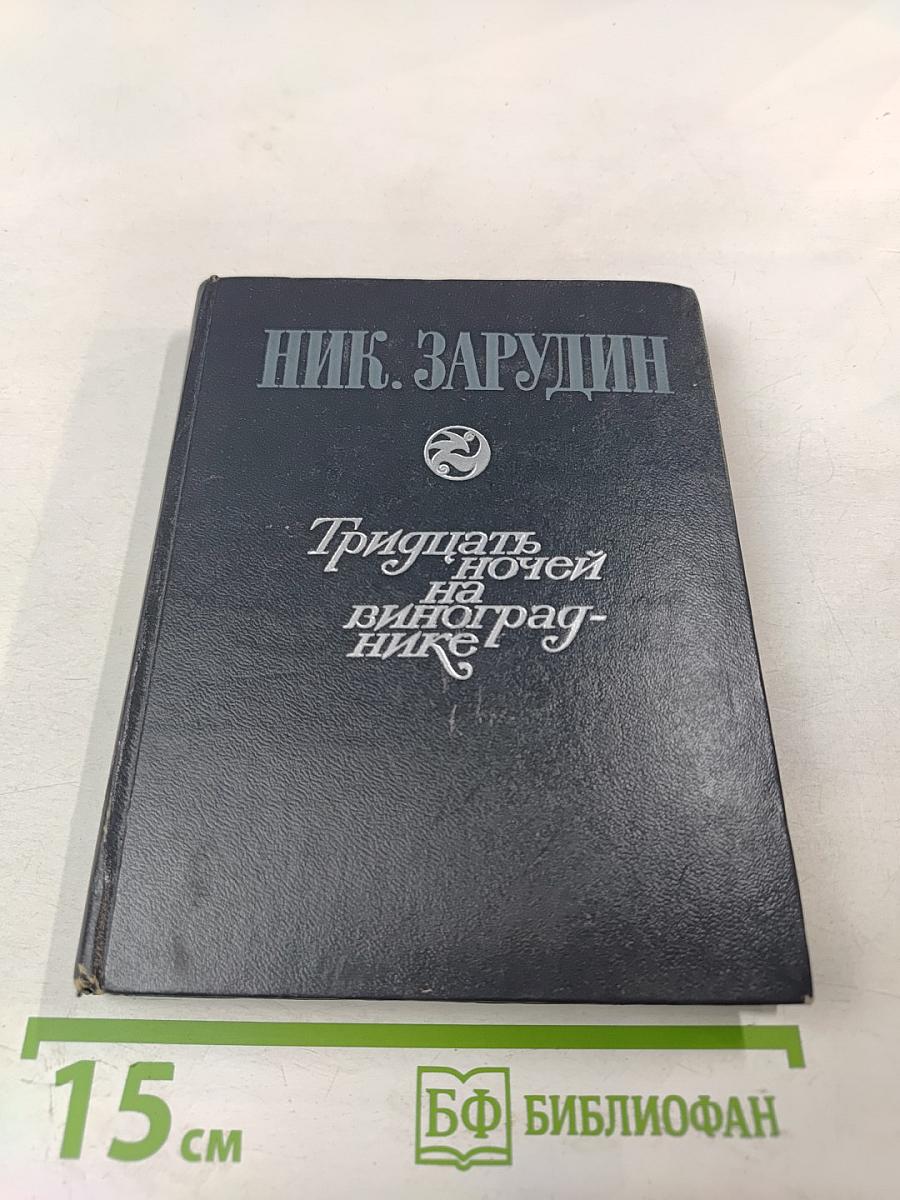 НИК. ЗАРУДИН
Тридцать
ночей
на
виноград-
нике
15 см
БФ БИБЛИОФАН